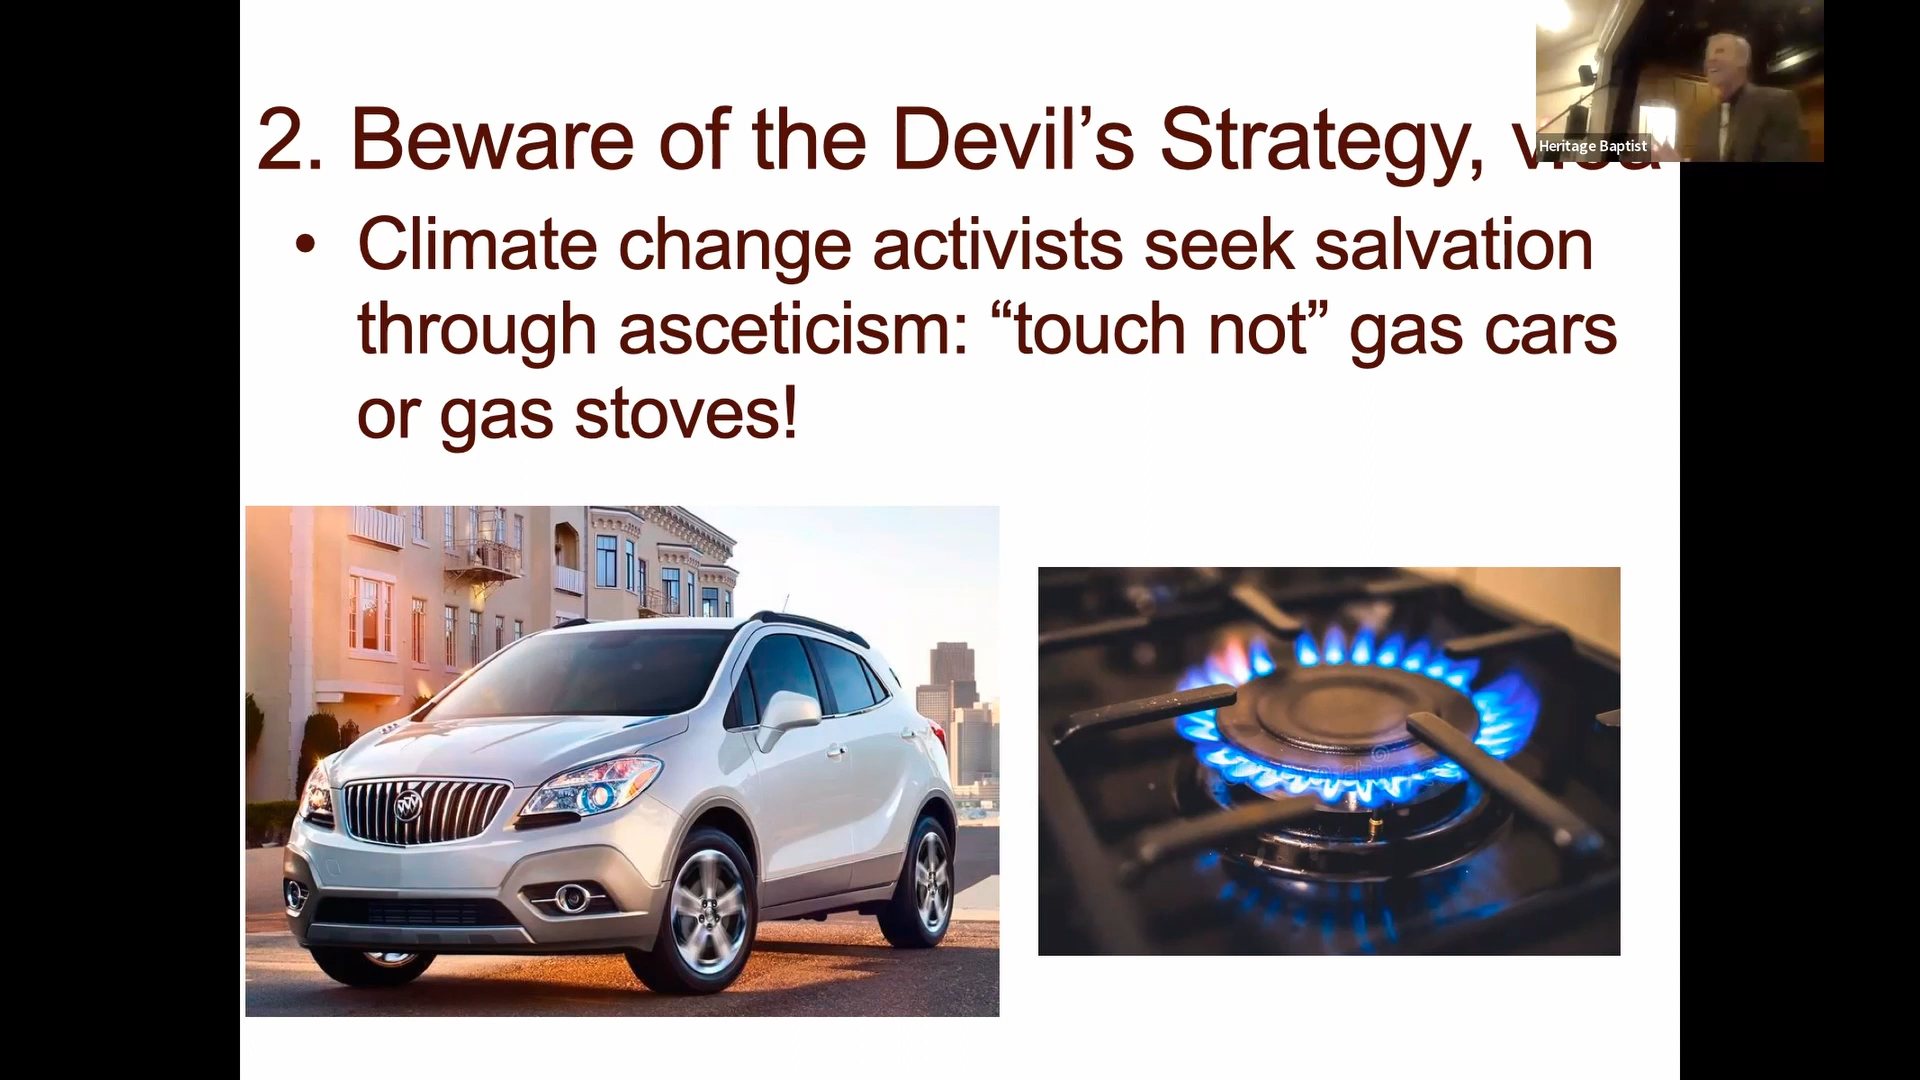 2. Beware of the Devil’s Strategy,
Heritage Baptist
• Climate change activists seek salvation
through asceticism: “touch not” gas cars
or gas stoves!